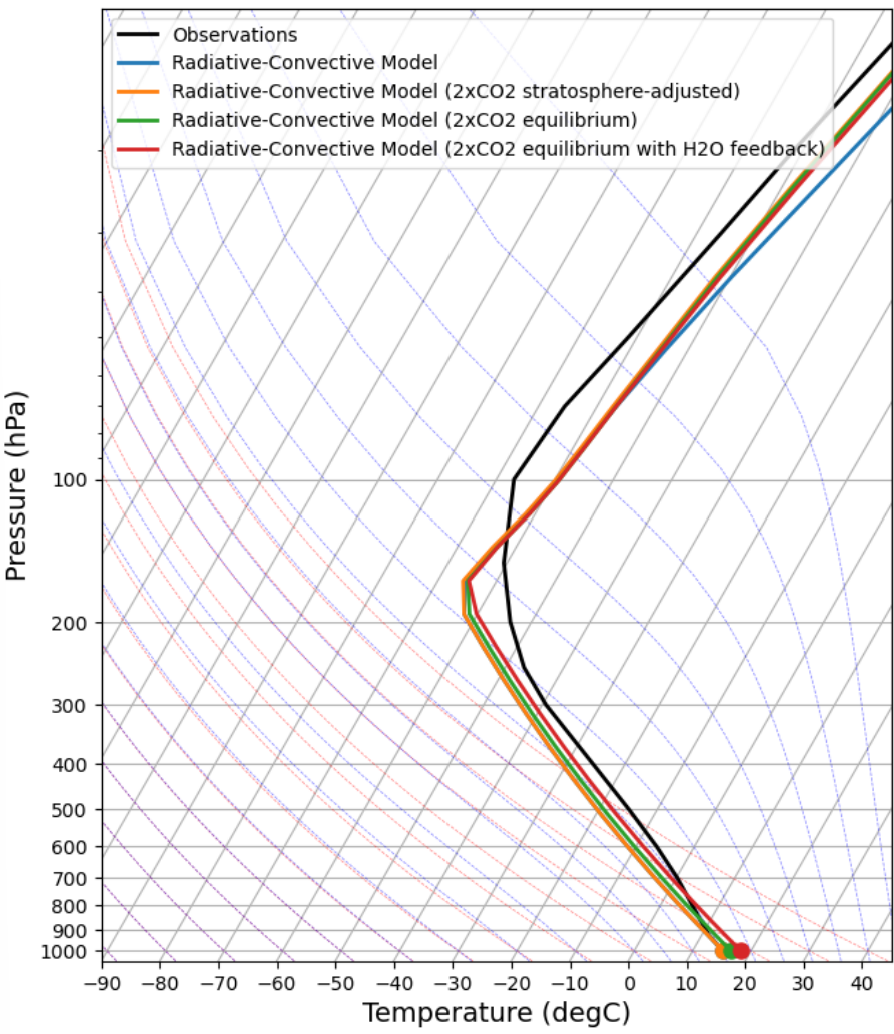 Observations
Radiative-Convective Model
Radiative-Convective Model (2xCO2 stratosphere-adjusted)
Radiative-Convective Model (2xCO2 equilibrium)
Radiative-Convective Model (2xCO2 equilibrium with H2O feedback)
Pressure (hPa)
100
200
300
400
500
600
700
800
900
1000
−90 −80 −70 −60 −50 −40 −30 −20 −10 0 10 20 30 40
Temperature (degC)